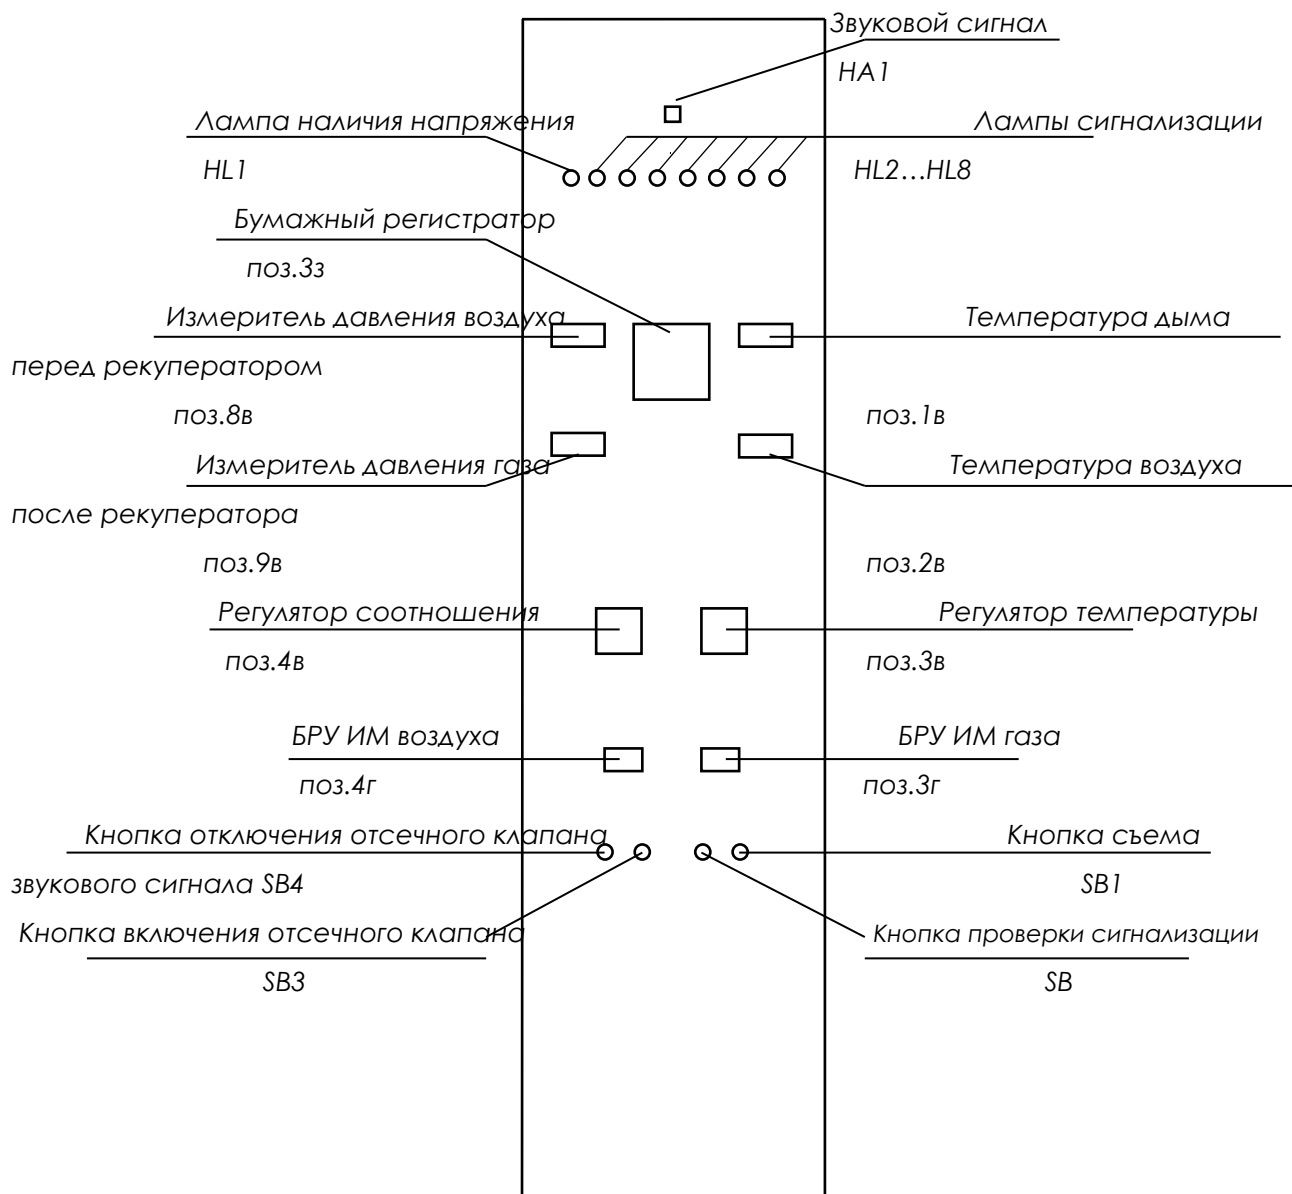 Звуковой сигнал
HA1
Лампа наличия напряжения Лампы сигнализации
HL1 HL2...HL8
Бумажный регистратор
поз.3з
Измеритель давления воздуха Температура дыма
перед рекуператором
поз.8в поз.1в
Измеритель давления газа Температура воздуха
после рекуператора
поз.9в поз.2в
Регулятор соотношения Регулятор температуры
поз.4в поз.3в
БРУ ИМ воздуха БРУ ИМ газа
поз.4г поз.3г
Кнопка отключения отсечного клапана Кнопка съема
звукового сигнала SB4 SB1
Кнопка включения отсечного клапана Кнопка проверки сигнализации
SB3 SB